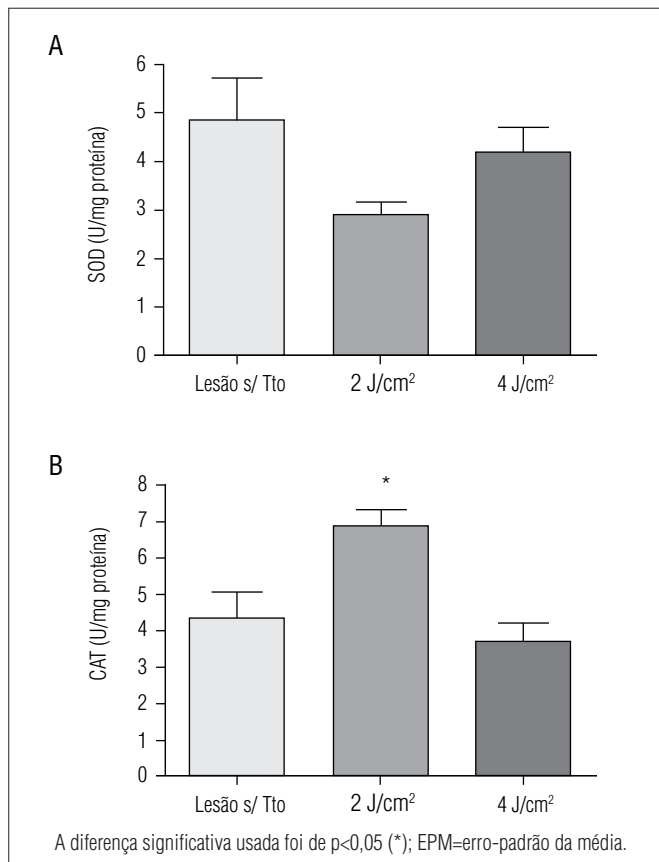 A
SOD (U/mg proteína)
6
5
4
3
2
1
0
Lesão s/ Tto 2 J/cm² 4 J/cm²
B
CAT (U/mg proteína)
*
8
7
6
5
4
3
2
1
0
Lesão s/ Tto 2 J/cm² 4 J/cm²
A diferença significativa usada foi de p<0,05 (*); EPM=erro-padrão da média.